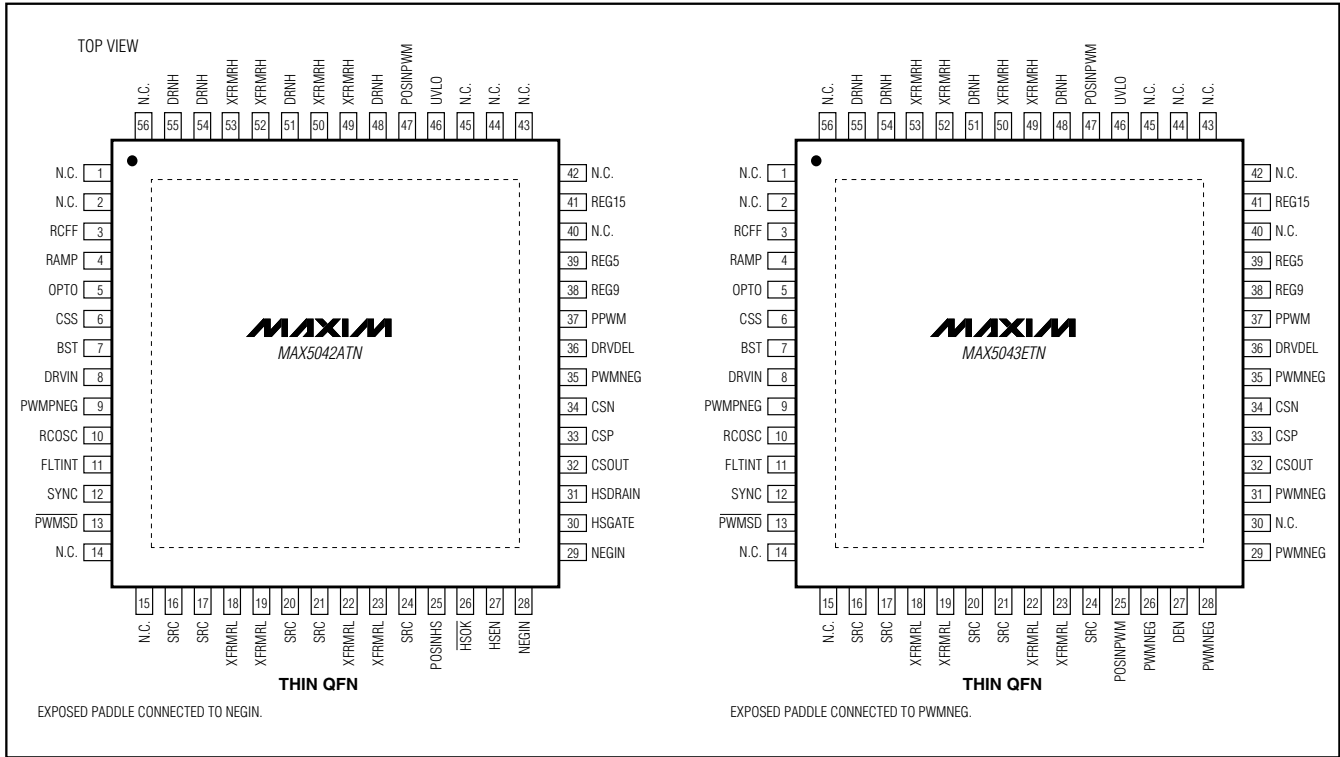 TOP VIEW
N.C.
DRNH
DRNH
XFRMRH
XFRMRH
DRNH
XFRMRH
XFRMRH
DRNH
POSINPWM
UVLO
N.C.
N.C.
N.C.
56 55 54 53 52 51 50 49 48 47 46 45 44 43
N.C. 1
N.C. 2
RCFF 3
RAMP 4
OPTO 5
CSS 6
BST 7
DRVIN 8
PWMPNEG 9
RCOSC 10
FLTINT 11
SYNC 12
PWMSD 13
N.C. 14
MAXIM
MAX5042ATN
42 N.C.
41 REG15
40 N.C.
39 REG5
38 REG9
37 PPWM
36 DRVDEL
35 PWMNEG
34 CSN
33 CSP
32 CSOUT
31 HSDRAIN
30 HSGATE
29 NEGIN
15 16 17 18 19 20 21 22 23 24 25 26 27 28
N.C.
SRC
SRC
XFRMRL
XFRMRL
SRC
SRC
XFRMRL
XFRMRL
SRC
POSINHS
HSOK
HSEN
NEGIN
THIN QFN
EXPOSED PADDLE CONNECTED TO NEGIN.
N.C.
DRNH
DRNH
XFRMRH
XFRMRH
DRNH
XFRMRH
XFRMRH
DRNH
POSINPWM
UVLO
N.C.
N.C.
N.C.
56 55 54 53 52 51 50 49 48 47 46 45 44 43
N.C. 1
N.C. 2
RCFF 3
RAMP 4
OPTO 5
CSS 6
BST 7
DRVIN 8
PWMPNEG 9
RCOSC 10
FLTINT 11
SYNC 12
PWMSD 13
N.C. 14
MAXIM
MAX5043ETN
42 N.C.
41 REG15
40 N.C.
39 REG5
38 REG9
37 PPWM
36 DRVDEL
35 PWMNEG
34 CSN
33 CSP
32 CSOUT
31 PWMNEG
30 N.C.
29 PWMNEG
15 16 17 18 19 20 21 22 23 24 25 26 27 28
N.C.
SRC
SRC
XFRMRL
XFRMRL
SRC
SRC
XFRMRL
XFRMRL
SRC
POSINPWM
PWMNEG
DEN
PWMNEG
THIN QFN
EXPOSED PADDLE CONNECTED TO PWMNEG.